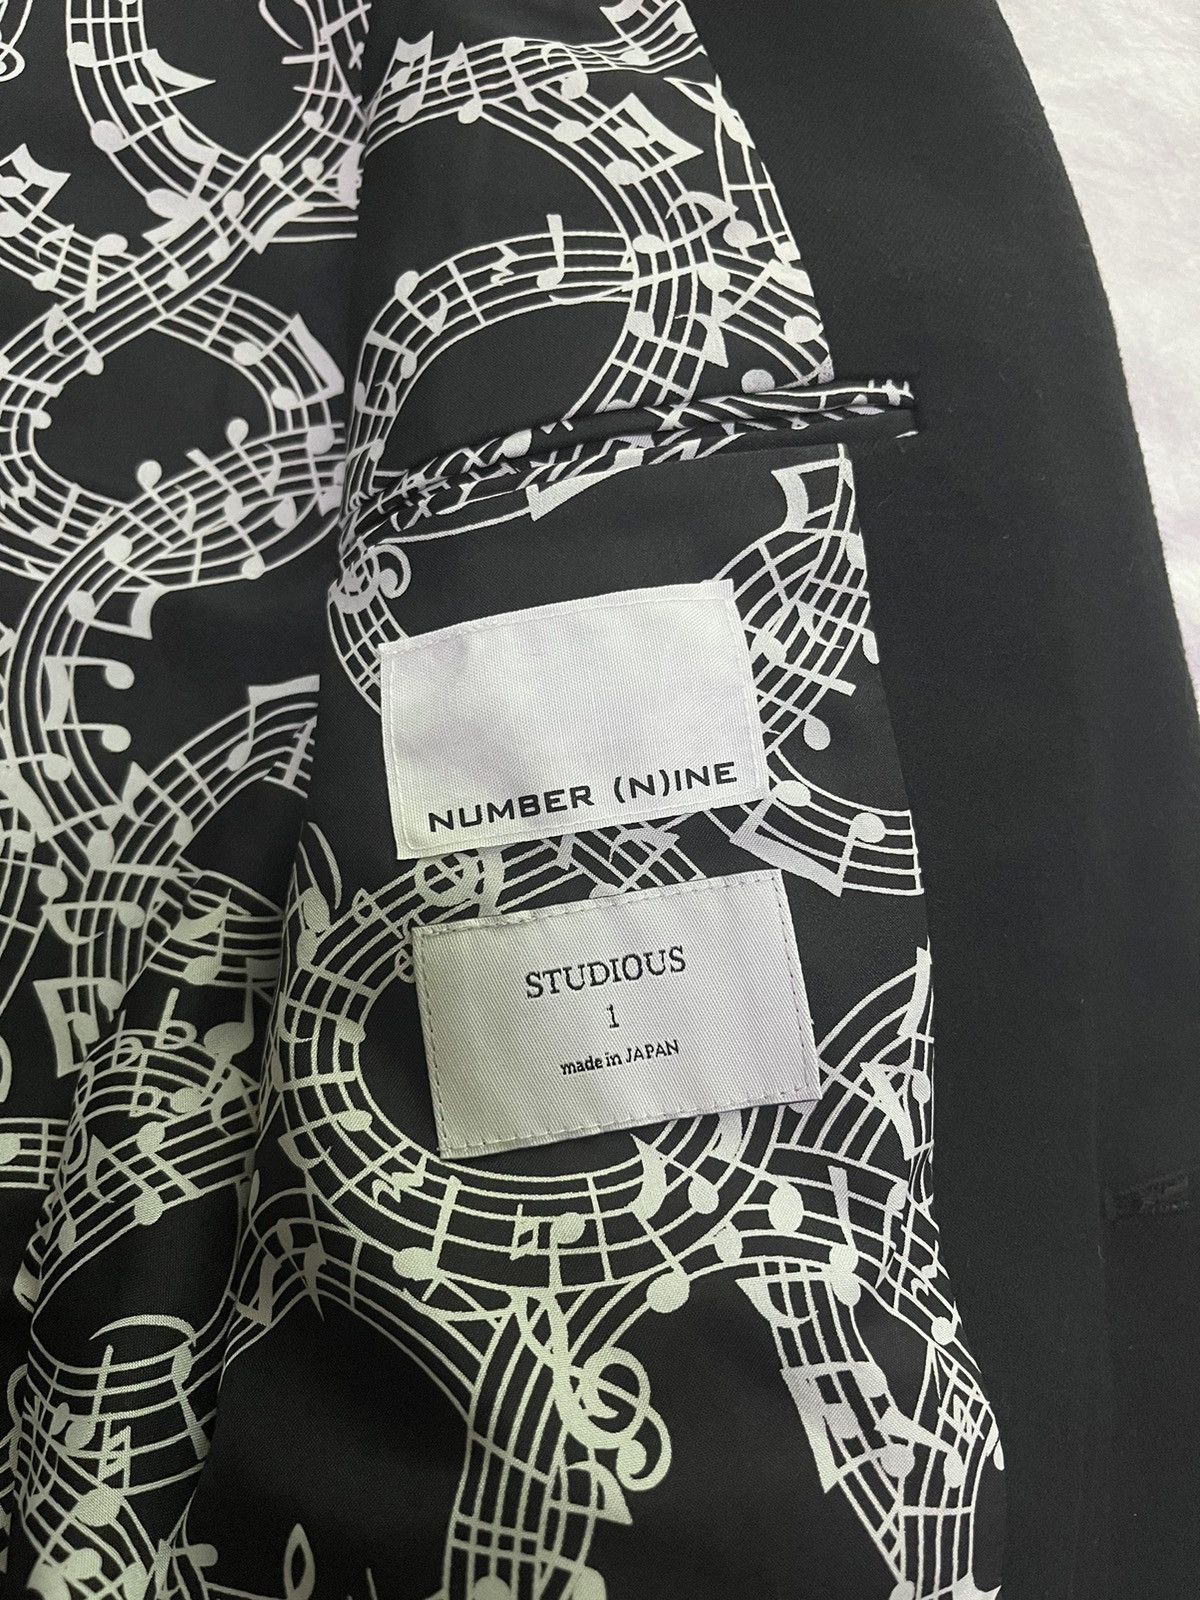 NUMBER (N)INE
STUDIOUS
1
made in JAPAN